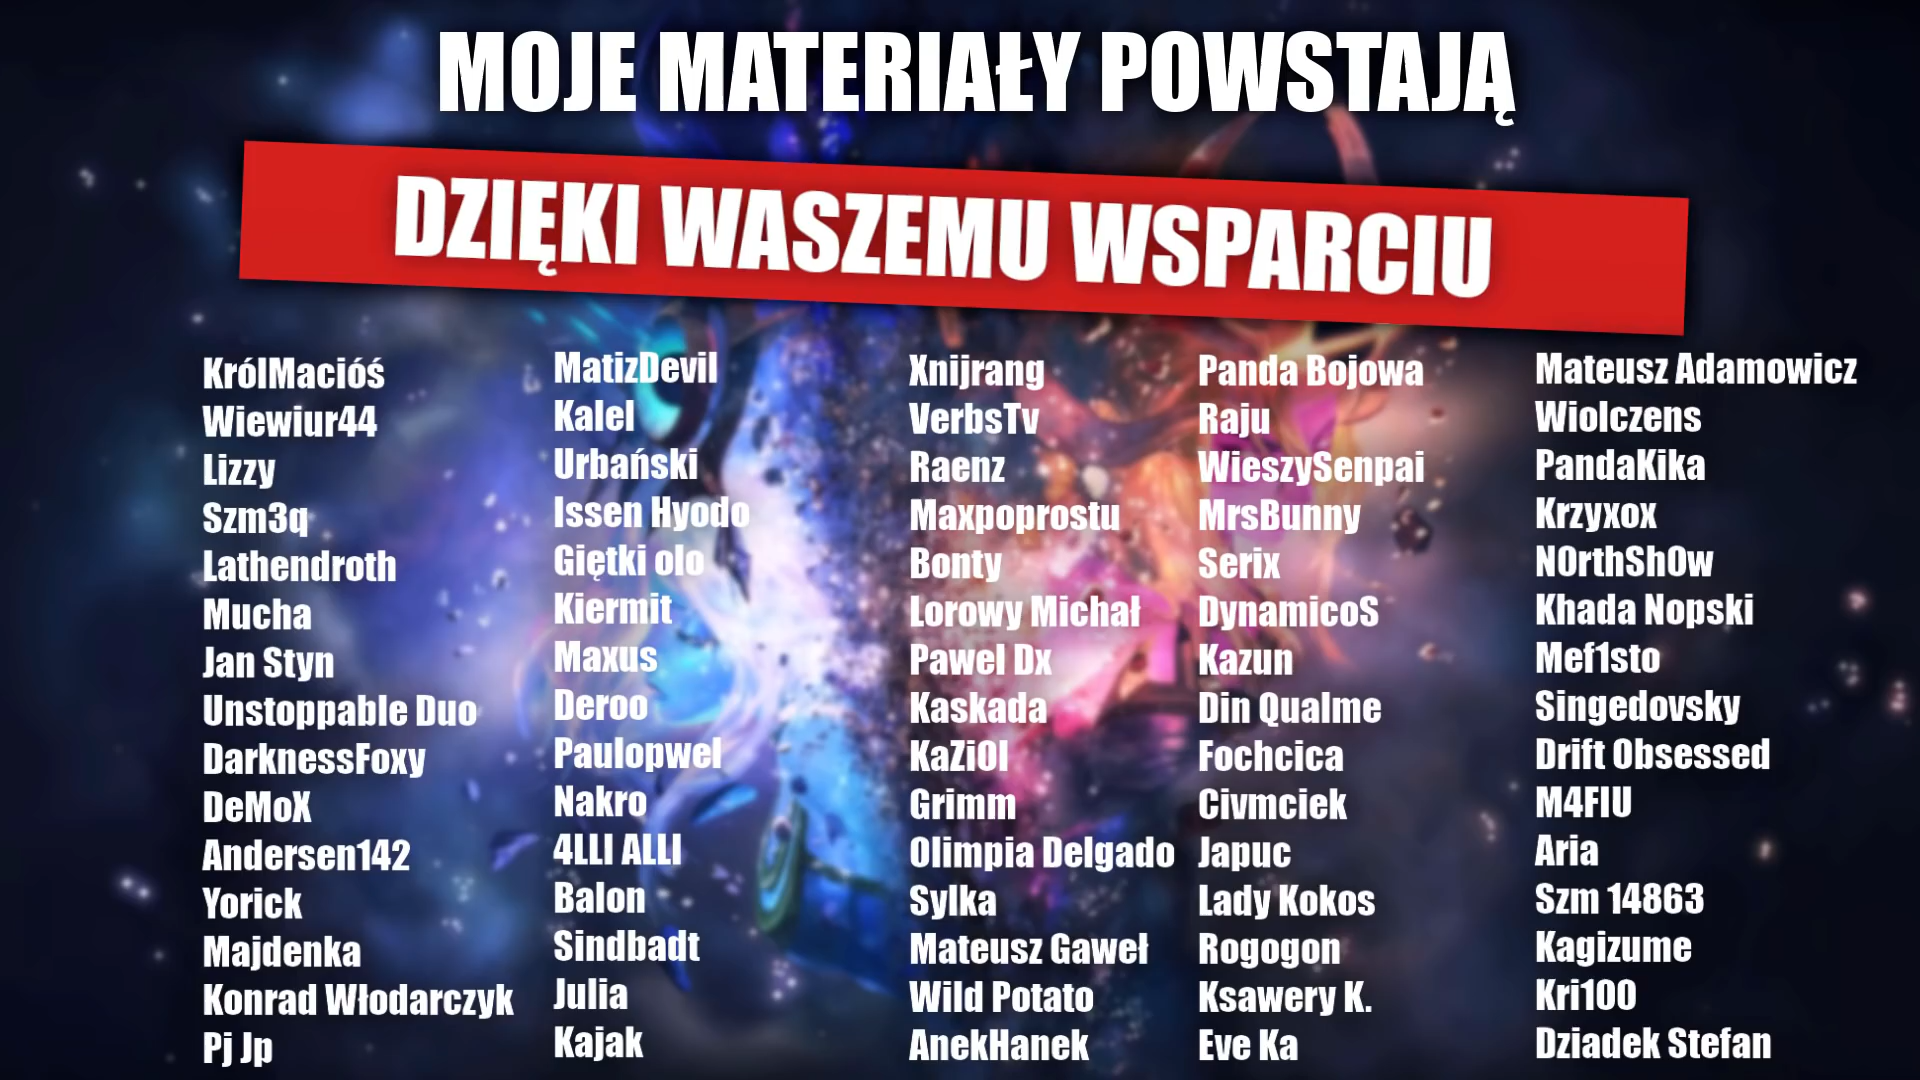 MOJE MATERIAŁY POWSTAJĄ
DZIĘKI WASZEMU WSPARCIU
KrólMacióś
Wiewiur44
Lizzy
Szm3q
Lathendroth
Mucha
Jan Styn
Unstoppable Duo
DarknessFoxy
DeMoX
Andersen142
Yorick
Majdenka
Konrad Włodarczyk
Pj Jp
MatizDevil
Kalel
Urbański
Issen Hyodo
Giętki olo
Kiermit
Maxus
Deroo
Paulopwel
Nakro
4LLI ALLI
Balon
Sindbadt
Julia
Kajak
Xnijrang
VerbsTv
Raenz
Maxpoprostu
Bonty
Lorowy Michał
Pawel Dx
Kaskada
KaZiOl
Grimm
Olimpia Delgado
Sylka
Mateusz Gaweł
Wild Potato
AnekHanek
Panda Bojowa
Raju
WieszySenpai
MrsBunny
Serix
DynamicoS
Kazun
Din Qualme
Fochcica
Civmciek
Japuc
Lady Kokos
Rogogon
Ksawery K.
Eve Ka
Mateusz Adamowicz
Wiolczens
PandaKika
Krzyxox
N0rthSh0w
Khada Nopski
Mef1sto
Singedovsky
Drift Obsessed
M4FIU
Aria
Szm 14863
Kagizume
Kri100
Dziadek Stefan